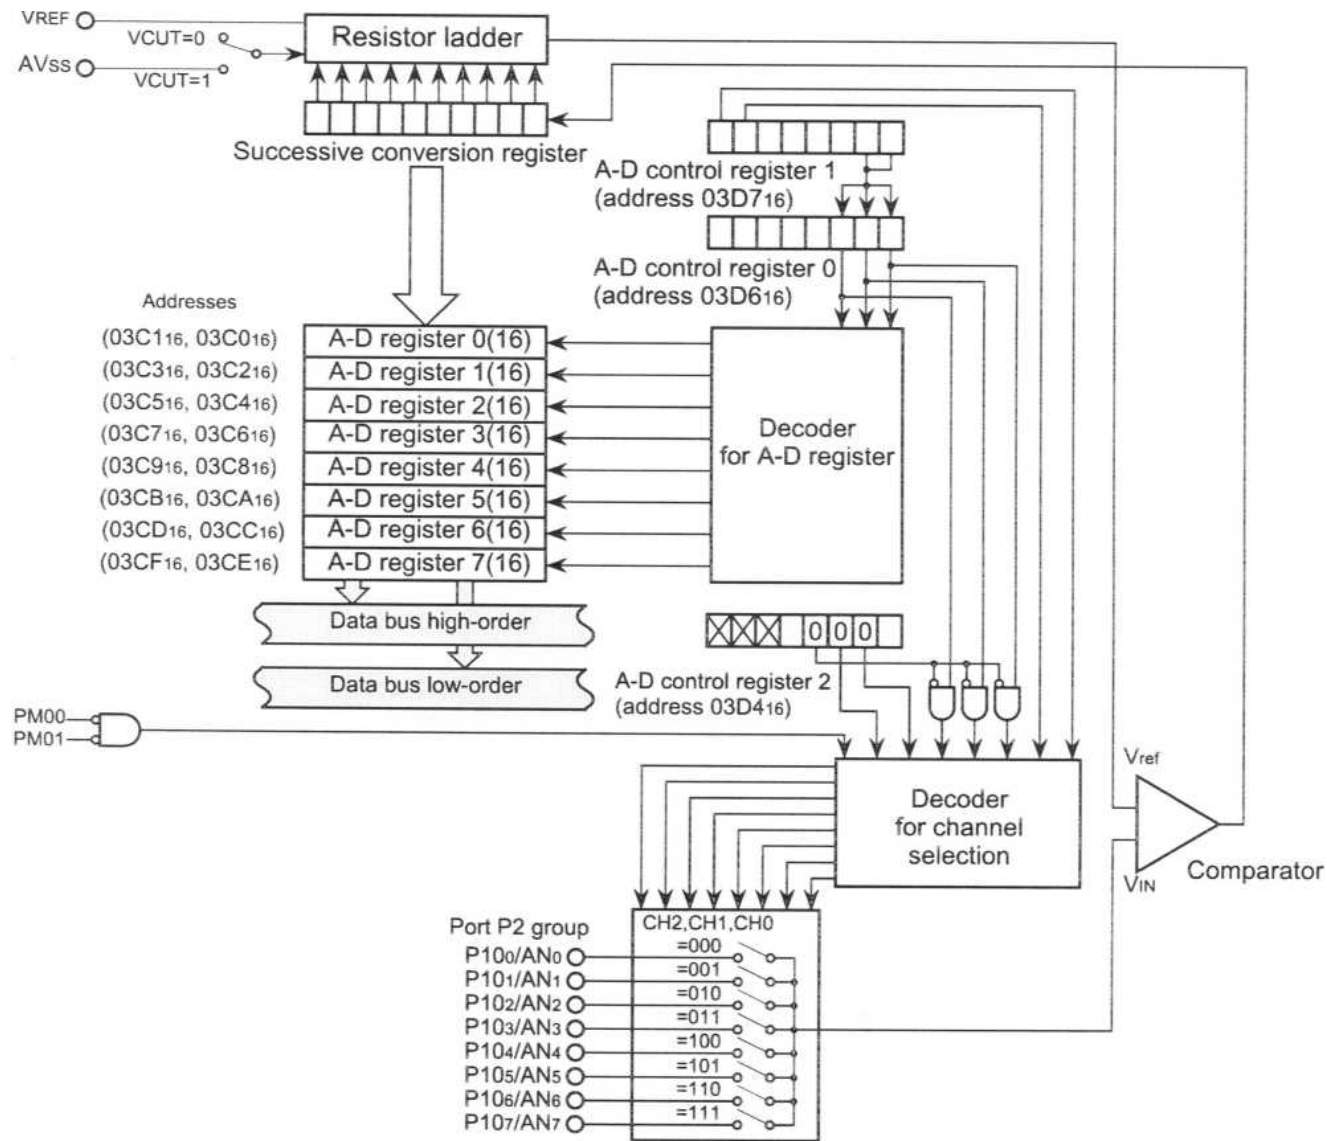 VREF
VCUT=0
AVss
VCUT=1
Resistor ladder
Successive conversion register
A-D control register 1
(address 03D716)
A-D control register 0
(address 03D616)
Addresses
(03C116, 03C016)
A-D register 0(16)
(03C316, 03C216)
A-D register 1(16)
(03C516, 03C416)
A-D register 2(16)
(03C716, 03C616)
A-D register 3(16)
(03C916, 03C816)
A-D register 4(16)
(03CB16, 03CA16)
A-D register 5(16)
(03CD16, 03CC16)
A-D register 6(16)
(03CF16, 03CE16)
A-D register 7(16)
Decoder
for A-D register
Data bus high-order
Data bus low-order
0 0 0
A-D control register 2
(address 03D416)
PM00
PM01
Decoder
for channel
selection
Vref
VIN
Comparator
Port P2 group
CH2,CH1,CH0
P100/AN0
=000
P101/AN1
=001
P102/AN2
=010
P103/AN3
=011
P104/AN4
=100
P105/AN5
=101
P106/AN6
=110
P107/AN7
=111